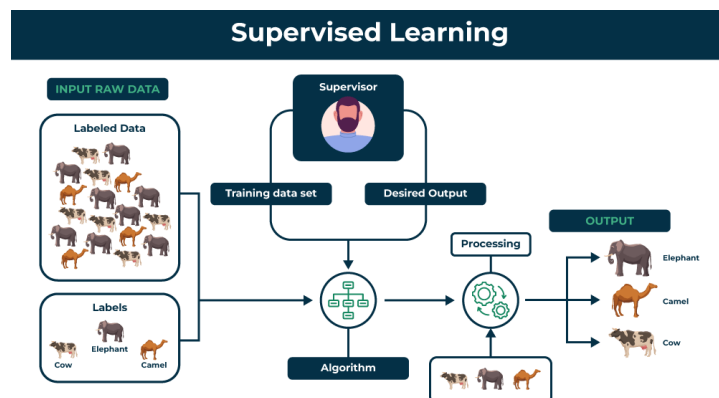 Supervised Learning
INPUT RAW DATA
Labeled Data
Supervisor
Training data set
Desired Output
OUTPUT
Processing
Elephant
Camel
Cow
Labels
Elephant
Cow
Camel
Algorithm